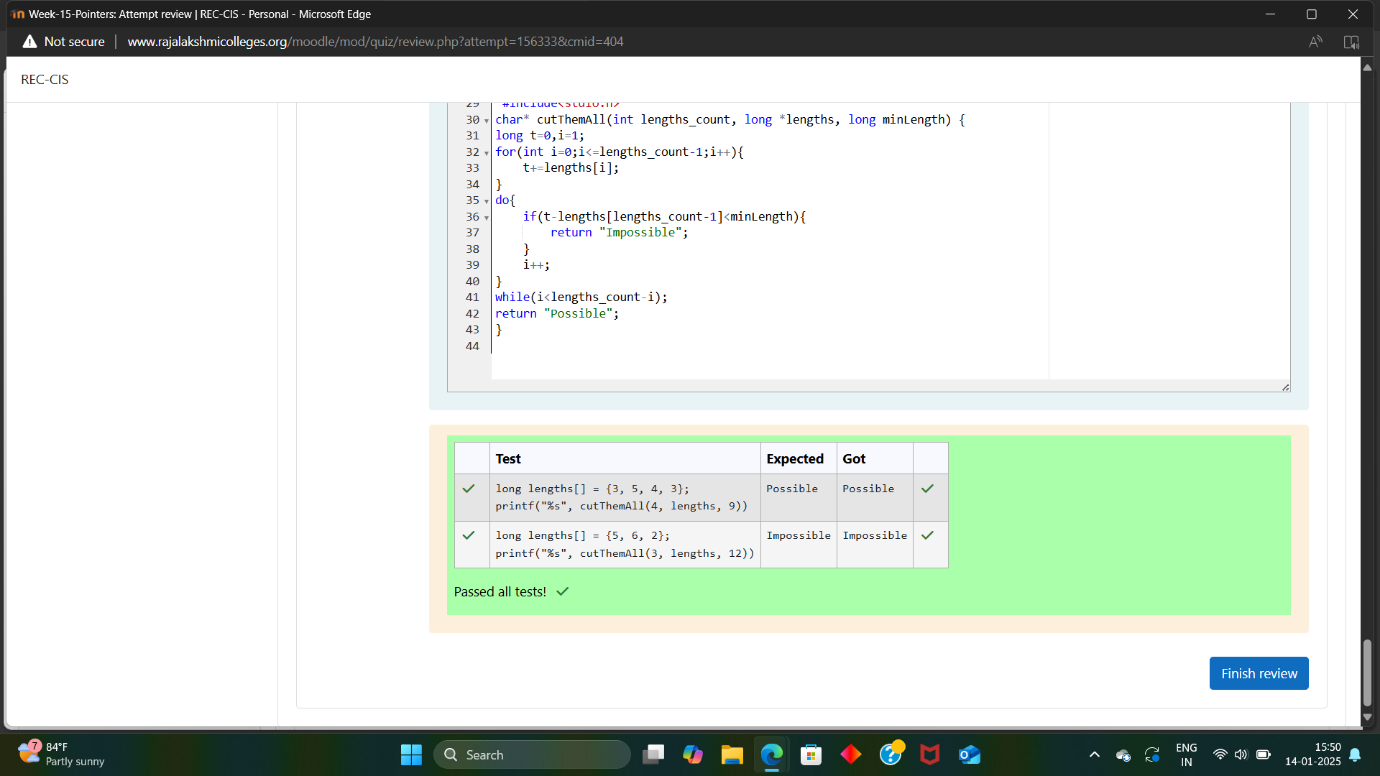 Week-15-Pointers: Attempt review | REC-CIS - Personal - Microsoft Edge
Not secure | www.rajalakshmicolleges.org/moodle/mod/quiz/review.php?attempt=156333&cmid=404
REC-CIS
29 #include<stdio.h>
30 char* cutThemAll(int lengths_count, long *lengths, long minLength) {
31 long t=0,i=1;
32 for(int i=0;i<=lengths_count-1;i++){
33 t+=lengths[i];
34 }
35 do{
36 if(t-lengths[lengths_count-1]<minLength){
37 return "Impossible";
38 }
39 i++;
40 }
41 while(i<lengths_count-i);
42 return "Possible";
43 }
44
Test Expected Got
long lengths[] = {3, 5, 4, 3}; Possible Possible
printf("%s", cutThemAll(4, lengths, 9))
long lengths[] = {5, 6, 2}; Impossible Impossible
printf("%s", cutThemAll(3, lengths, 12))
Passed all tests!
Finish review
7
84°F
Partly sunny
Search
ENG
IN
15:50
14-01-2025